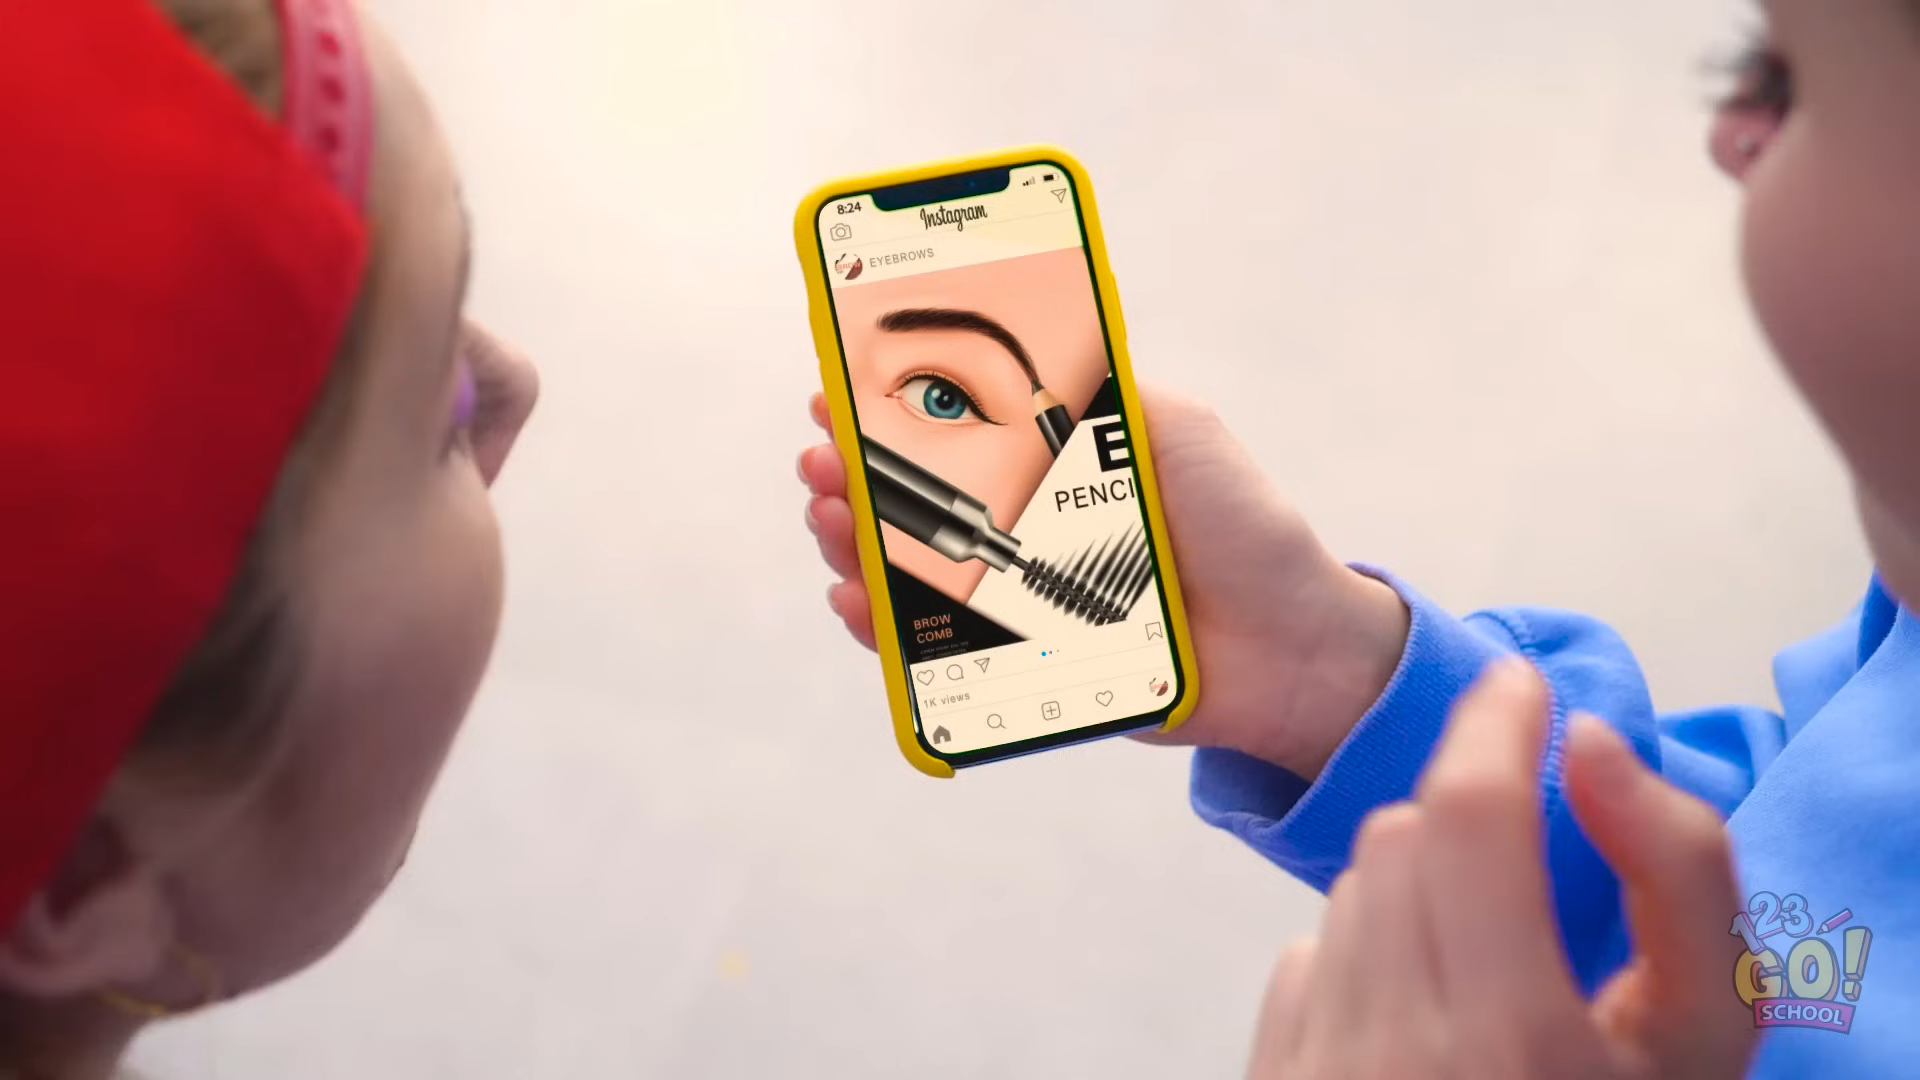 8:24
Instagram
EYEBROWS
E
PENCI
BROW
COMB
1K views
123
GO!
SCHOOL